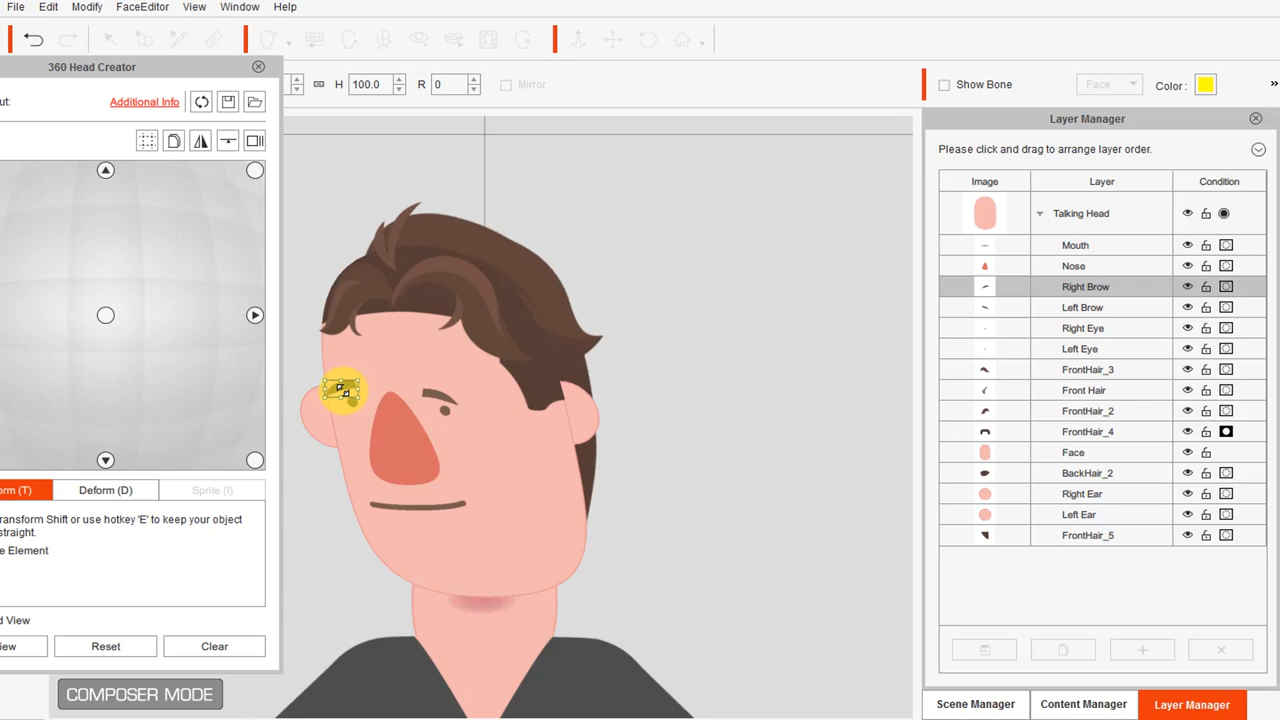 File Edit Modify FaceEditor View Window Help
360 Head Creator
H 100.0 R 0 Mirror
Show Bone Face Color :
ut: Additional Info
Layer Manager
Please click and drag to arrange layer order.
Image Layer Condition
Talking Head
Mouth
Nose
Right Brow
Left Brow
Right Eye
Left Eye
FrontHair_3
Front Hair
FrontHair_2
FrontHair_4
Face
BackHair_2
Right Ear
Left Ear
FrontHair_5
orm (T) Deform (D) Sprite (I)
ransform Shift or use hotkey 'E' to keep your object
straight.
e Element
d View
iew Reset Clear
COMPOSER MODE
Scene Manager Content Manager Layer Manager